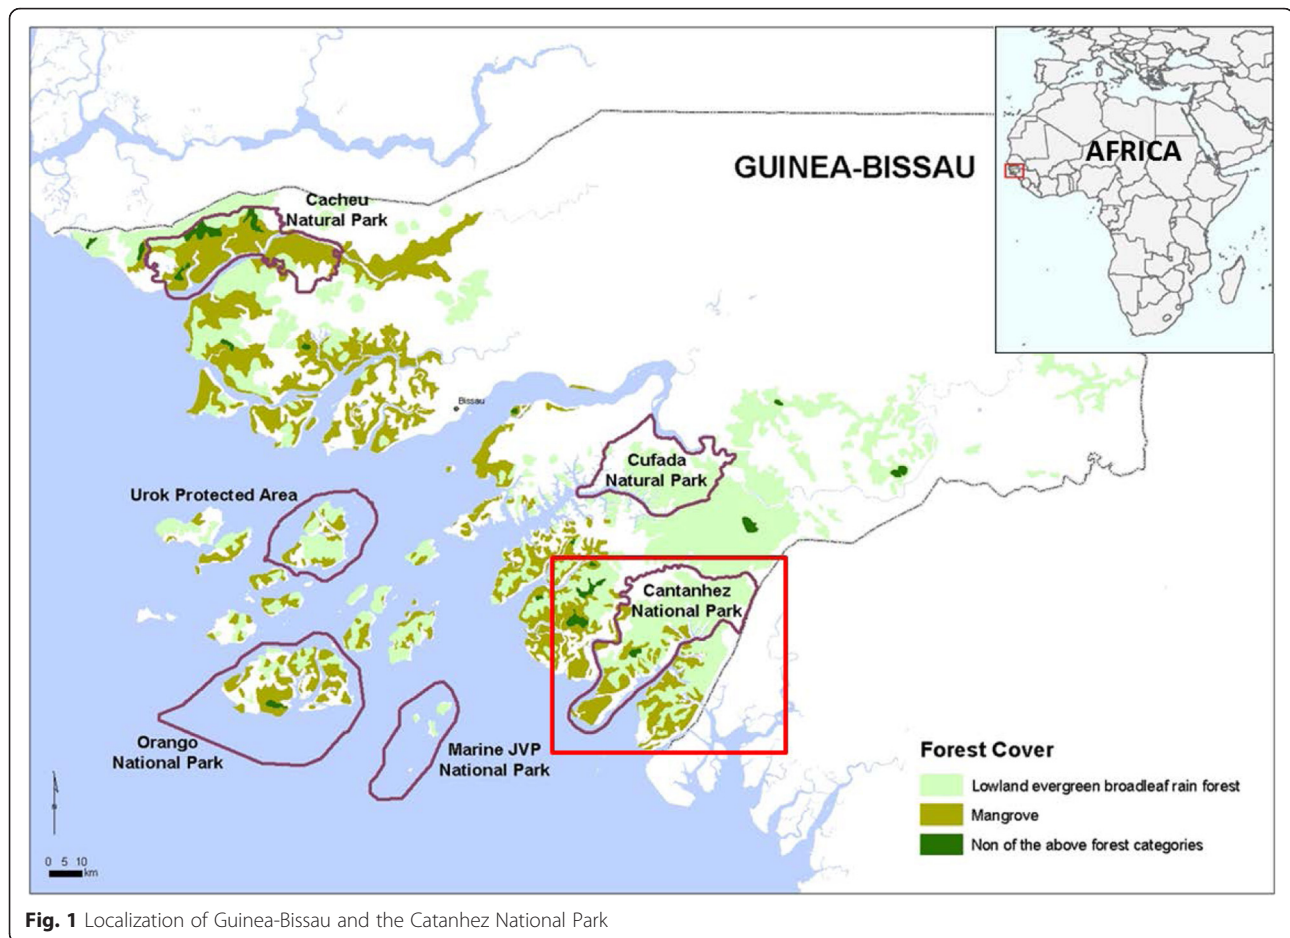 AFRICA
GUINEA-BISSAU
Cacheu
Natural Park
Bissau
Cufada
Natural Park
Urok Protected Area
Cantanhez
National Park
Orango
National Park
Marine JVP
National Park
Forest Cover
Lowland evergreen broadleaf rain forest
Mangrove
Non of the above forest categories
0 5 10
km
Fig. 1 Localization of Guinea-Bissau and the Catanhez National Park